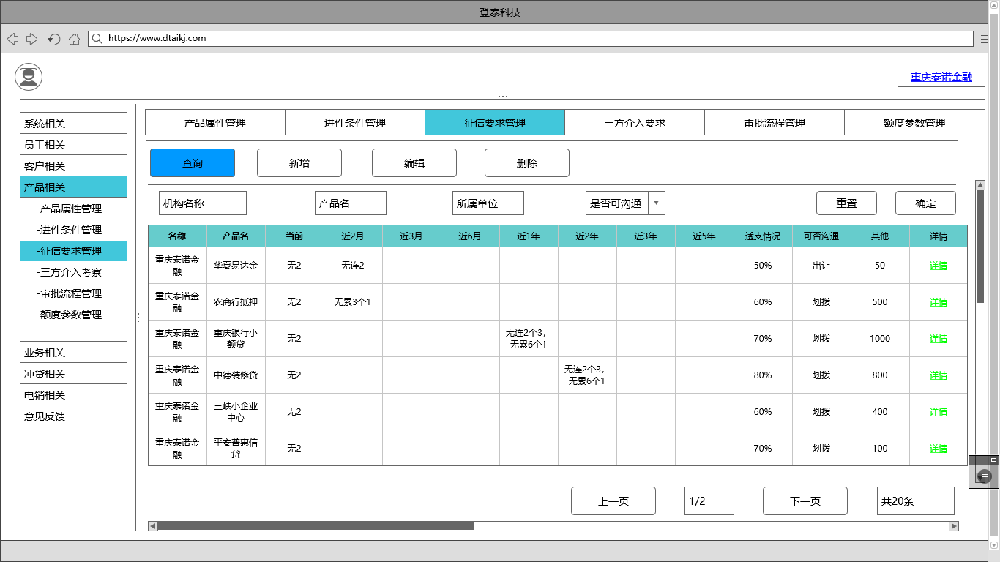 登泰科技
https://www.dtaikj.com
重庆泰诺金融
系统相关
员工相关
客户相关
产品相关
-产品属性管理
-进件条件管理
-征信要求管理
-三方介入考察
-审批流程管理
-额度参数管理
业务相关
冲贷相关
电销相关
意见反馈
产品属性管理 进件条件管理 征信要求管理 三方介入要求 审批流程管理 额度参数管理
查询 新增 编辑 删除
机构名称 产品名 所属单位 是否可沟通 重置 确定
名称 产品名 当前 近2月 近3月 近6月 近1年 近2年 近3年 近5年 透支情况 可否沟通 其他 详情
重庆泰诺金
融 华夏易达金 无2 无连2 50% 出让 50 详情
重庆泰诺金
融 农商行抵押 无2 无累3个1 60% 划拨 500 详情
重庆泰诺金 重庆银行小 无连2个3，
融 额贷 无2 无累6个1 70% 划拨 1000 详情
重庆泰诺金 无连2个3，
融 中德装修贷 无2 无累6个1 80% 划拨 800 详情
重庆泰诺金 三峡小企业
融 中心 无2 60% 划拨 400 详情
重庆泰诺金 平安普惠信
融 贷 无2 70% 划拨 100 详情
上一页 1/2 下一页 共20条